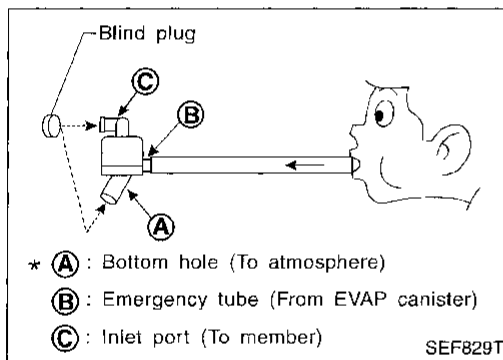 Blind plug
C
B
A
* A : Bottom hole (To atmosphere)
B : Emergency tube (From EVAP canister)
C : Inlet port (To member)
SEF829T